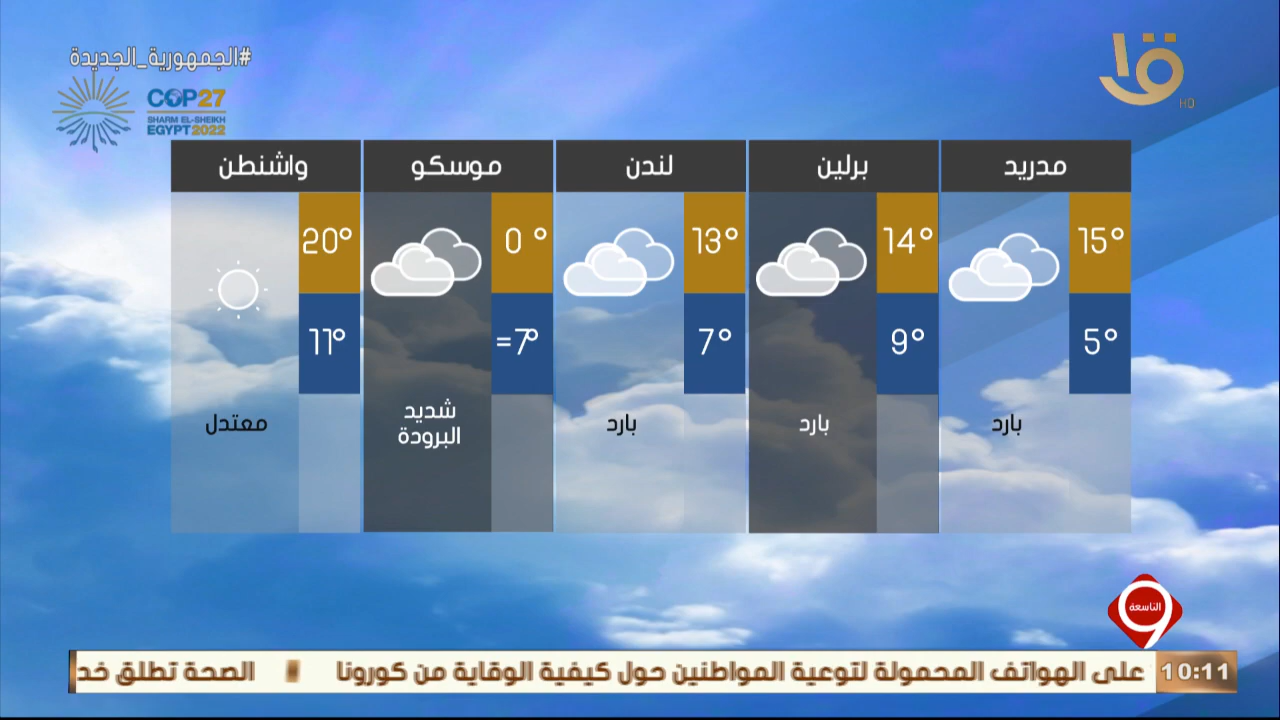 #الجمهورية_الجديدة
COP27
SHARM EL-SHEIKH
EGYPT 2022
HD
مدريد
برلين
لندن
موسكو
واشنطن
15°
14°
13°
0 °
20°
5°
9°
7°
=7°
11°
بارد
بارد
بارد
شديد
البرودة
معتدل
التاسعة
9
10:11
على الهواتف المحمولة لتوعية المواطنين حول كيفية الوقاية من كورونا
الصحة تطلق خد